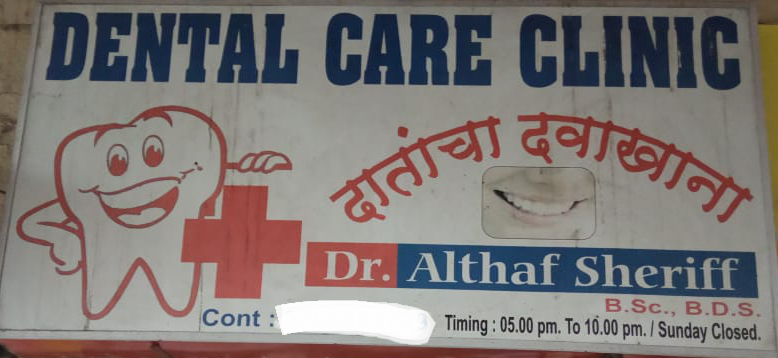 DENTAL CARE CLINIC
दातांचा दवाखाना
Dr. Althaf Sheriff
B.Sc., B.D.S.
Cont :
Timing : 05.00 pm. To 10.00 pm. / Sunday Closed.